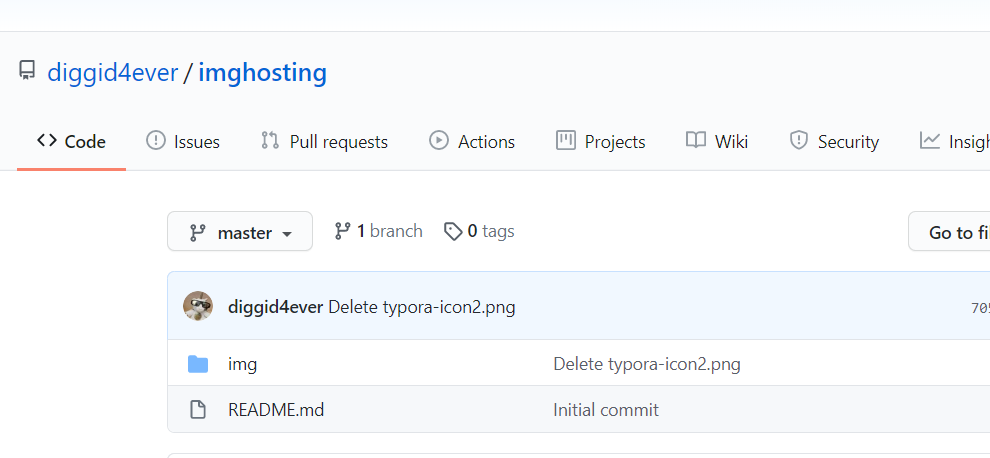 diggid4ever / imghosting
Code Issues Pull requests Actions Projects Wiki Security Insigh
master 1 branch 0 tags Go to fi
diggid4ever Delete typora-icon2.png 705
img Delete typora-icon2.png
README.md Initial commit